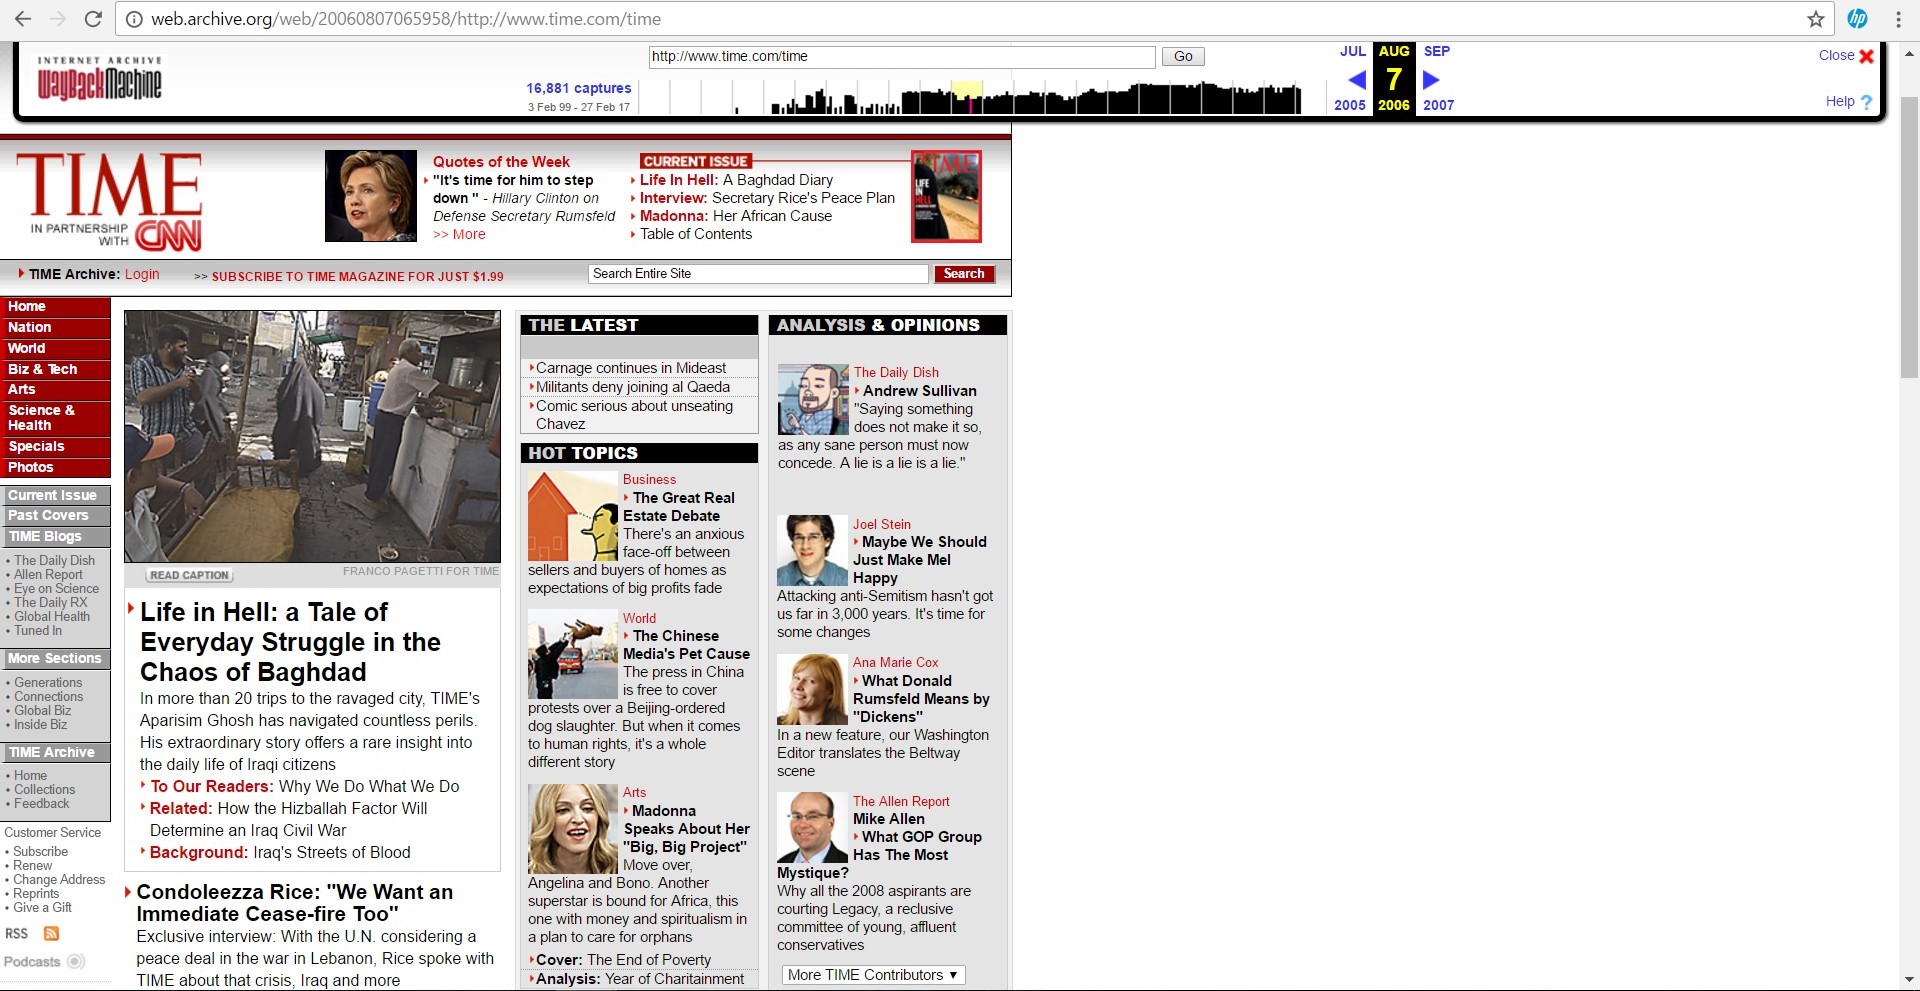 web.archive.org/web/20060807065958/http://www.time.com/time
hp
INTERNET ARCHIVE
WayBackMachine
http://www.time.com/time
Go
16,881 captures
3 Feb 99 - 27 Feb 17
JUL AUG SEP
7
2005 2006 2007
Close
Help ?
TIME
IN PARTNERSHIP
WITH CNN
Quotes of the Week
"It's time for him to step
down " - Hillary Clinton on
Defense Secretary Rumsfeld
>> More
CURRENT ISSUE
Life In Hell: A Baghdad Diary
Interview: Secretary Rice's Peace Plan
Madonna: Her African Cause
Table of Contents
TIME
LIFE
IN
HELL
TIME Archive: Login
>> SUBSCRIBE TO TIME MAGAZINE FOR JUST $1.99
Search Entire Site
Search
Home
Nation
World
Biz & Tech
Arts
Science &
Health
Specials
Photos
Current Issue
Past Covers
TIME Blogs
• The Daily Dish
• Allen Report
• Eye on Science
• The Daily RX
• Global Health
• Tuned In
More Sections
• Generations
• Connections
• Global Biz
• Inside Biz
TIME Archive
• Home
• Collections
• Feedback
Customer Service
• Subscribe
• Renew
• Change Address
• Reprints
• Give a Gift
RSS
Podcasts
READ CAPTION
FRANCO PAGETTI FOR TIME
Life in Hell: a Tale of
Everyday Struggle in the
Chaos of Baghdad
In more than 20 trips to the ravaged city, TIME's
Aparisim Ghosh has navigated countless perils.
His extraordinary story offers a rare insight into
the daily life of Iraqi citizens
To Our Readers: Why We Do What We Do
Related: How the Hizballah Factor Will
Determine an Iraq Civil War
Background: Iraq's Streets of Blood
Condoleezza Rice: "We Want an
Immediate Cease-fire Too"
Exclusive interview: With the U.N. considering a
peace deal in the war in Lebanon, Rice spoke with
TIME about that crisis, Iraq and more
THE LATEST
Carnage continues in Mideast
Militants deny joining al Qaeda
Comic serious about unseating
Chavez
HOT TOPICS
Business
The Great Real
Estate Debate
There's an anxious
face-off between
sellers and buyers of homes as
expectations of big profits fade
World
The Chinese
Media's Pet Cause
The press in China
is free to cover
protests over a Beijing-ordered
dog slaughter. But when it comes
to human rights, it's a whole
different story
Arts
Madonna
Speaks About Her
"Big, Big Project"
Move over,
Angelina and Bono. Another
superstar is bound for Africa, this
one with money and spiritualism in
a plan to care for orphans
Cover: The End of Poverty
Analysis: Year of Charitainment
ANALYSIS & OPINIONS
The Daily Dish
Andrew Sullivan
"Saying something
does not make it so,
as any sane person must now
concede. A lie is a lie is a lie."
Joel Stein
Maybe We Should
Just Make Mel
Happy
Attacking anti-Semitism hasn't got
us far in 3,000 years. It's time for
some changes
Ana Marie Cox
What Donald
Rumsfeld Means by
"Dickens"
In a new feature, our Washington
Editor translates the Beltway
scene
The Allen Report
Mike Allen
What GOP Group
Has The Most
Mystique?
Why all the 2008 aspirants are
courting Legacy, a reclusive
committee of young, affluent
conservatives
More TIME Contributors